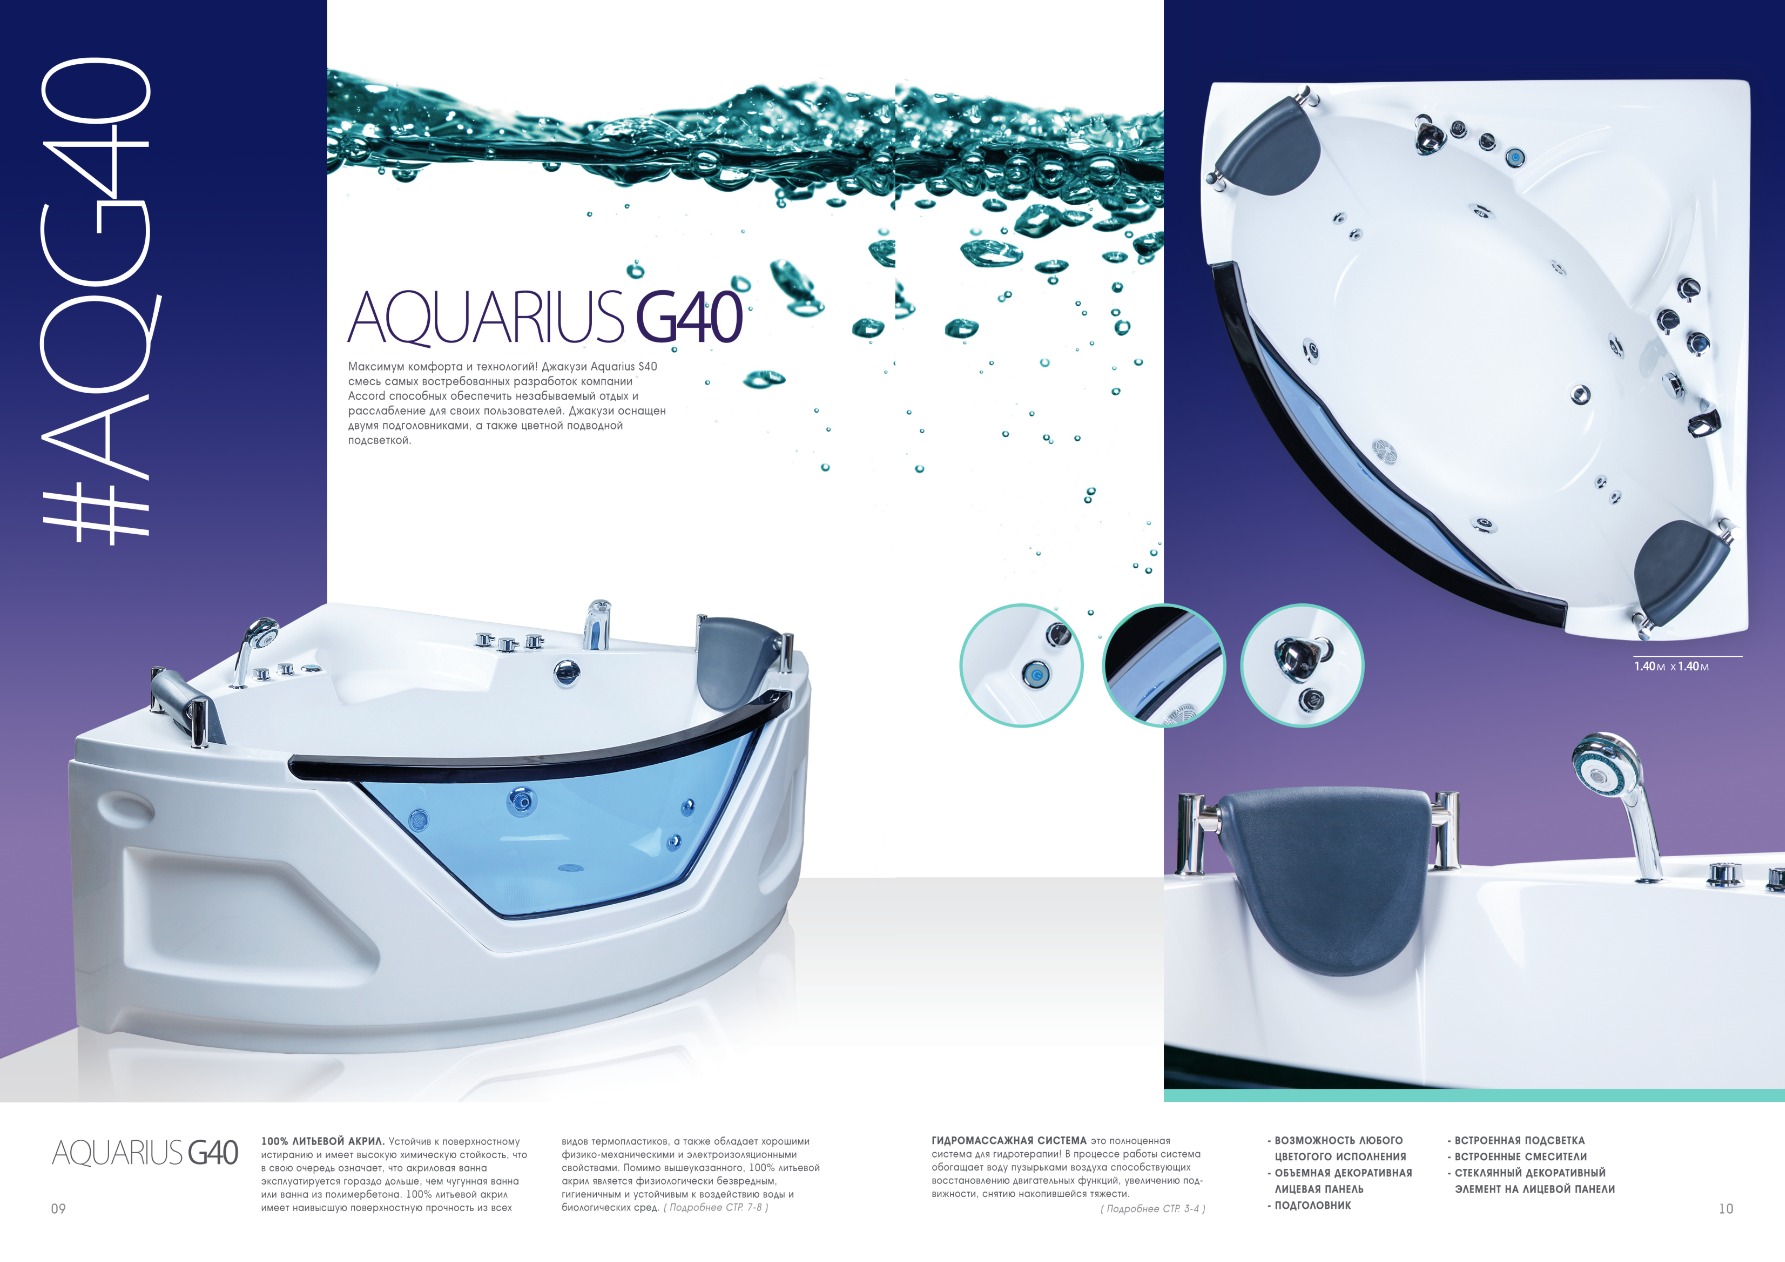 #AQG40
AQUARIUS G40
Максимум комфорта и технологий! Джакузи Aquarius S40
смесь самых востребованных разработок компании
Accord способных обеспечить незабываемый отдых и
расслабление для своих пользователей. Джакузи оснащен
двумя подголовниками, а также цветной подводной
подсветкой.
1.40м x 1.40м
AQUARIUS G40
09
100% ЛИТЬЕВОЙ АКРИЛ. Устойчив к поверхностному
истиранию и имеет высокую химическую стойкость, что
в свою очередь означает, что акриловая ванна
эксплуатируется гораздо дольше, чем чугунная ванна
или ванна из полимербетона. 100% литьевой акрил
имеет наивысшую поверхностную прочность из всех
видов термопластиков, а также обладает хорошими
физико-механическими и электроизоляционными
свойствами. Помимо вышеуказанного, 100% литьевой
акрил является физиологически безвредным,
гигиеничным и устойчивым к воздействию воды и
биологических сред. ( Подробнее СТР. 7-8 )
ГИДРОМАССАЖНАЯ СИСТЕМА это полноценная
система для гидротерапии! В процессе работы система
обогащает воду пузырьками воздуха способствующих
восстановлению двигательных функций, увеличению под-
вижности, снятию накопившейся тяжести.
( Подробнее СТР. 3-4 )
- ВОЗМОЖНОСТЬ ЛЮБОГО
ЦВЕТОГОГО ИСПОЛНЕНИЯ
- ОБЪЕМНАЯ ДЕКОРАТИВНАЯ
ЛИЦЕВАЯ ПАНЕЛЬ
- ПОДГОЛОВНИК
- ВСТРОЕННАЯ ПОДСВЕТКА
- ВСТРОЕННЫЕ СМЕСИТЕЛИ
- СТЕКЛЯННЫЙ ДЕКОРАТИВНЫЙ
ЭЛЕМЕНТ НА ЛИЦЕВОЙ ПАНЕЛИ
10